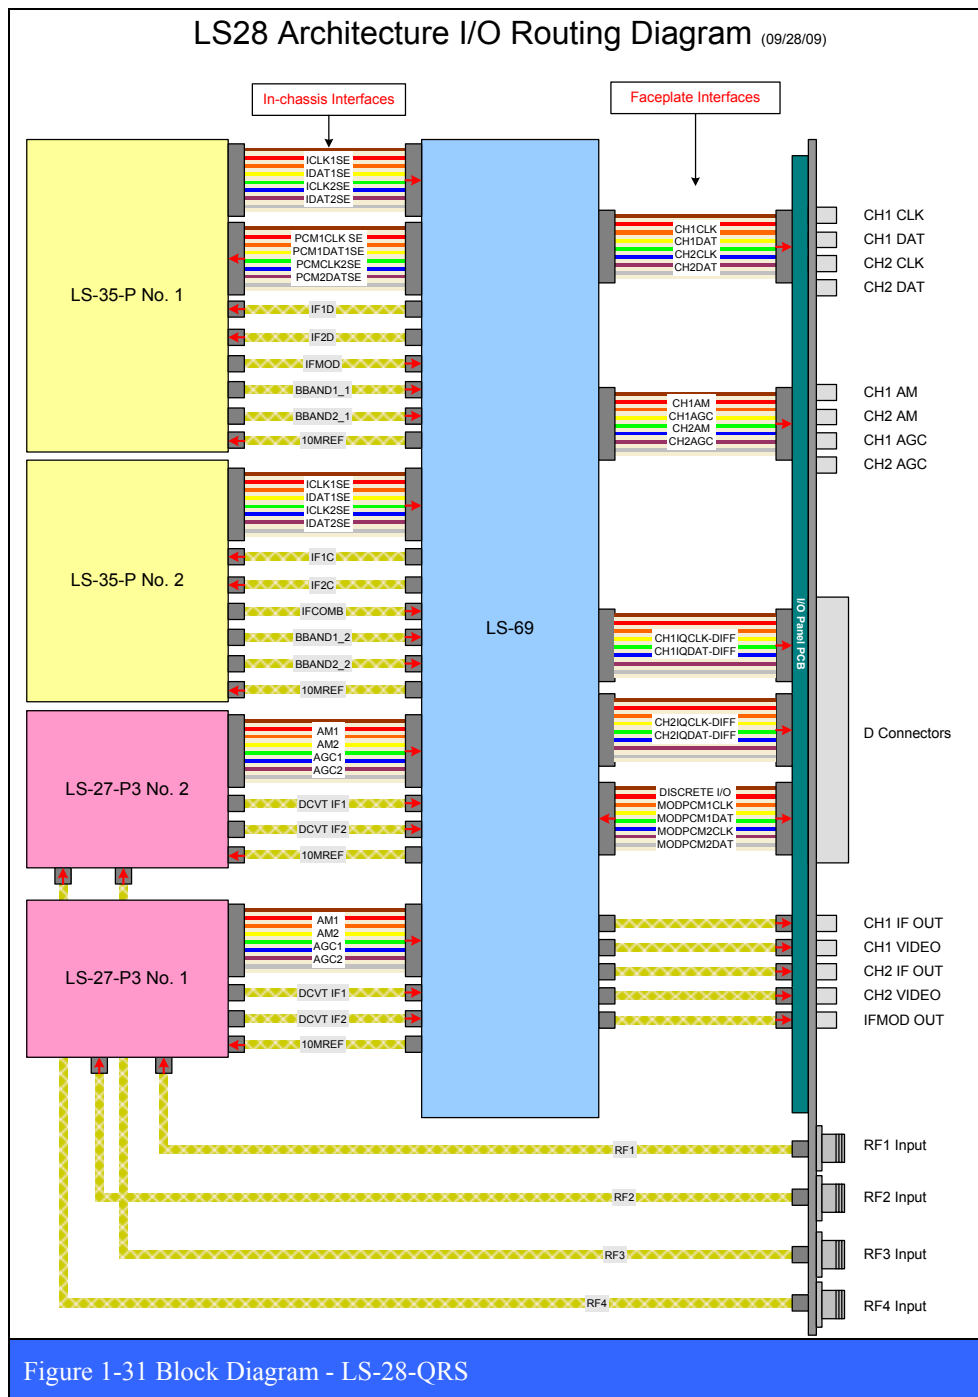 LS28 Architecture I/O Routing Diagram (09/28/09)
In-chassis Interfaces
Faceplate Interfaces
LS-35-P No. 1
ICLK1SE
IDAT1SE
ICLK2SE
IDAT2SE
PCM1CLK SE
PCM1DAT1SE
PCMCLK2SE
PCM2DATSE
IF1D
IF2D
IFMOD
BBAND1_1
BBAND2_1
10MREF
LS-35-P No. 2
ICLK1SE
IDAT1SE
ICLK2SE
IDAT2SE
IF1C
IF2C
IFCOMB
BBAND1_2
BBAND2_2
10MREF
LS-27-P3 No. 2
AM1
AM2
AGC1
AGC2
DCVT IF1
DCVT IF2
10MREF
LS-27-P3 No. 1
AM1
AM2
AGC1
AGC2
DCVT IF1
DCVT IF2
10MREF
LS-69
CH1CLK
CH1DAT
CH2CLK
CH2DAT
CH1AM
CH1AGC
CH2AM
CH2AGC
CH1IQCLK-DIFF
CH1IQDAT-DIFF
CH2IQCLK-DIFF
CH2IQDAT-DIFF
DISCRETE I/O
MODPCM1CLK
MODPCM1DAT
MODPCM2CLK
MODPCM2DAT
I/O Panel PCB
CH1 CLK
CH1 DAT
CH2 CLK
CH2 DAT
CH1 AM
CH2 AM
CH1 AGC
CH2 AGC
D Connectors
CH1 IF OUT
CH1 VIDEO
CH2 IF OUT
CH2 VIDEO
IFMOD OUT
RF1
RF1 Input
RF2
RF2 Input
RF3
RF3 Input
RF4
RF4 Input
Figure 1-31 Block Diagram - LS-28-QRS